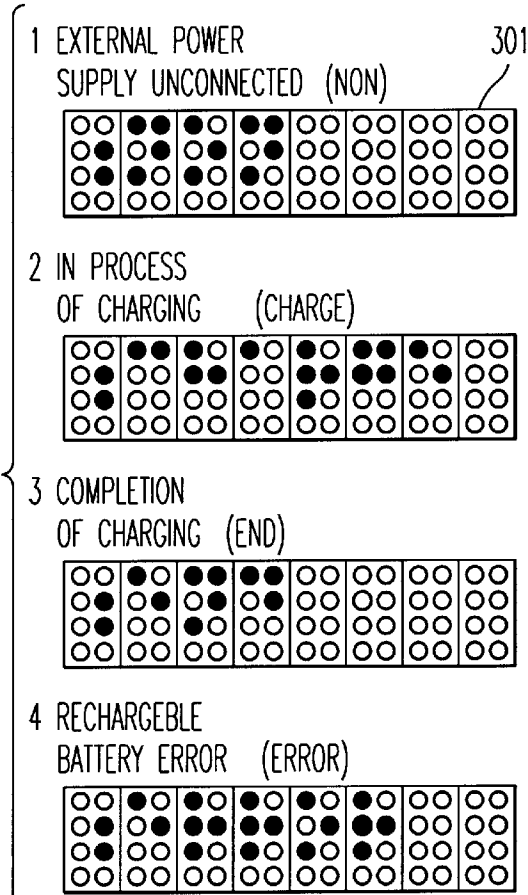 1 EXTERNAL POWER 301
SUPPLY UNCONNECTED (NON)
⠰⠝⠕⠝
2 IN PROCESS
OF CHARGING (CHARGE)
⠰⠉⠓⠁⠗⠛⠑
3 COMPLETION
OF CHARGING (END)
⠰⠑⠝⠙
4 RECHARGEBLE
BATTERY ERROR (ERROR)
⠰⠑⠗⠗⠕⠗